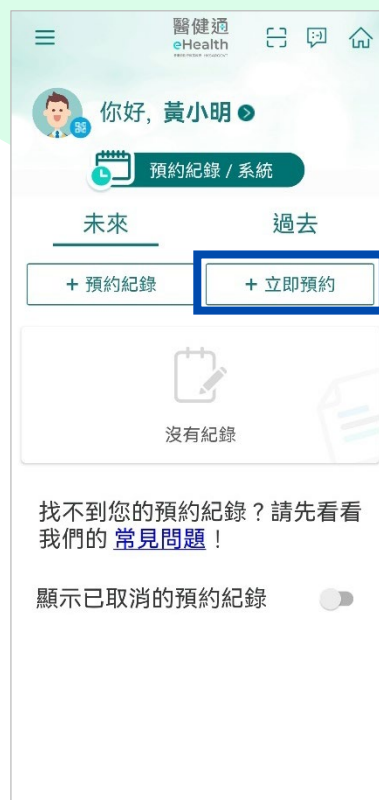 醫健通
eHealth
你好, 黃小明
預約紀錄 / 系統
未來
過去
+ 預約紀錄
+ 立即預約
沒有紀錄
找不到您的預約紀錄？請先看看
我們的 常見問題！
顯示已取消的預約紀錄